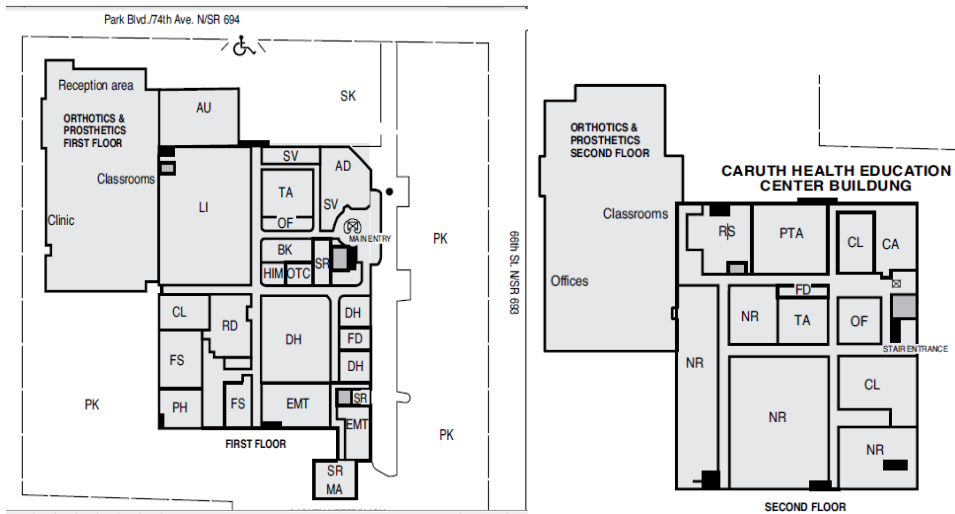 Park Blvd./74th Ave. N/SR 694
Reception area
ORTHOTICS &
PROSTHETICS
FIRST FLOOR
Classrooms
Clinic
AU
SK
LI
SV
AD
TA
SV
OF
MAIN ENTRY
BK
SR
HIM
OTC
PK
66th St. N/SR 693
CL
RD
DH
DH
FD
FS
DH
PH
FS
EMT
SR
EMT
PK
PK
FIRST FLOOR
SR
MA
ORTHOTICS &
PROSTHETICS
SECOND FLOOR
Classrooms
Offices
CARUTH HEALTH EDUCATION
CENTER BUILDUNG
RS
PTA
CL
CA
FD
NR
TA
OF
STAIR ENTRANCE
NR
CL
NR
NR
SECOND FLOOR